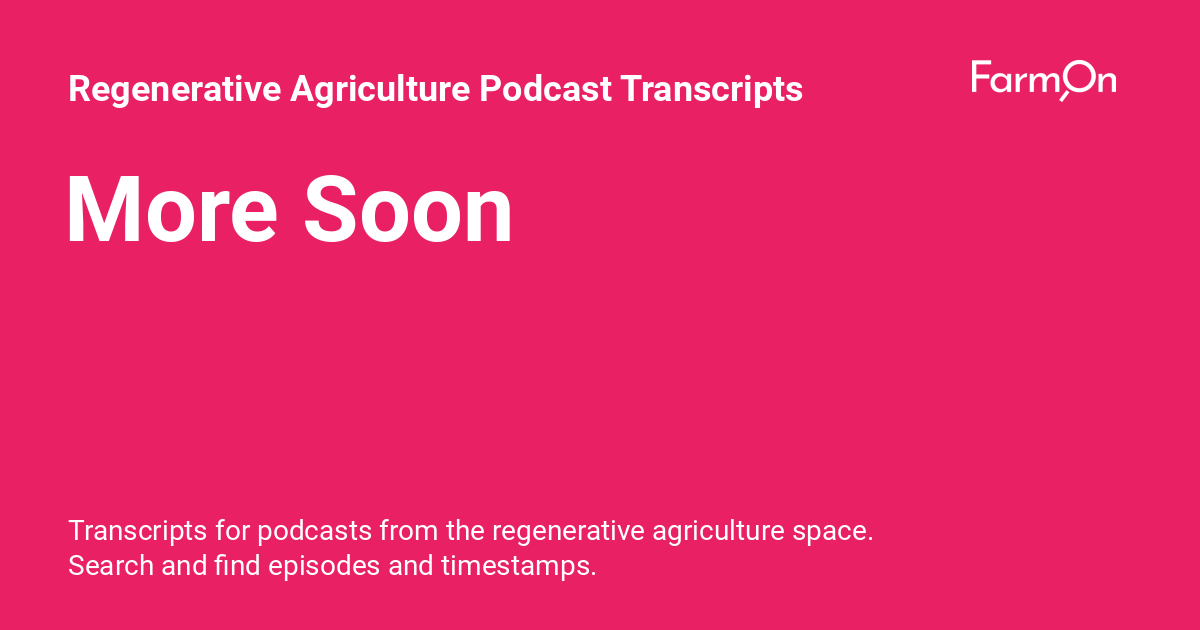 Regenerative Agriculture Podcast Transcripts
FarmOn
More Soon
Transcripts for podcasts from the regenerative agriculture space.
Search and find episodes and timestamps.